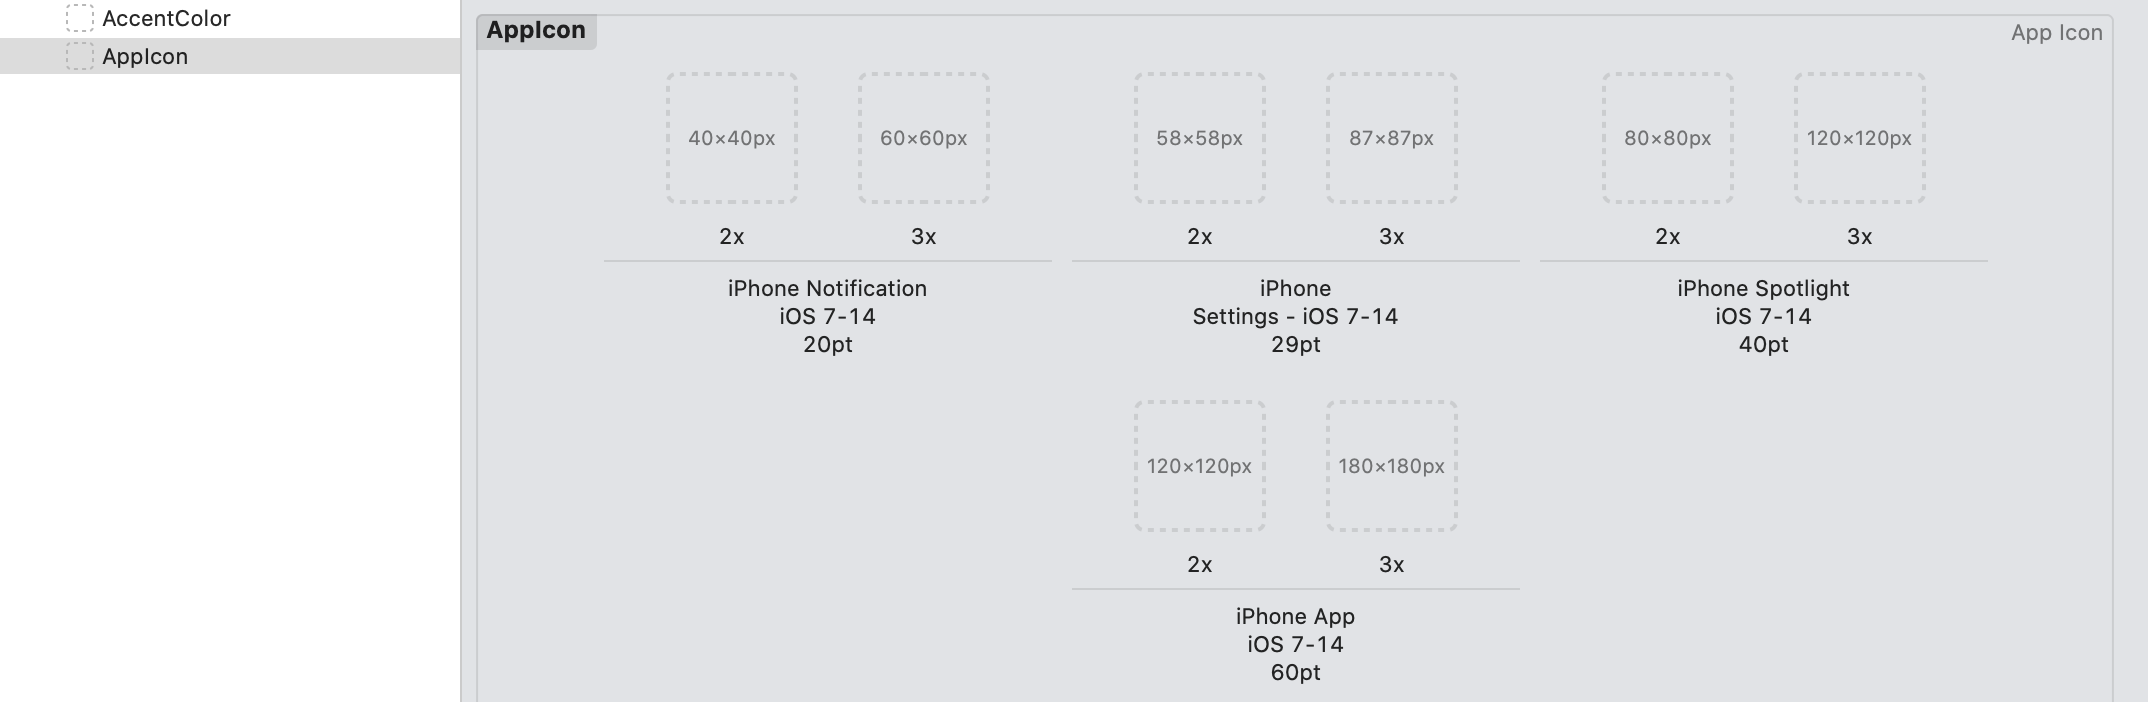 AccentColor
AppIcon
AppIcon
App Icon
40×40px
60×60px
58×58px
87×87px
80×80px
120×120px
2x
3x
2x
3x
2x
3x
iPhone Notification
iOS 7-14
20pt
iPhone
Settings - iOS 7-14
29pt
iPhone Spotlight
iOS 7-14
40pt
120×120px
180×180px
2x
3x
iPhone App
iOS 7-14
60pt